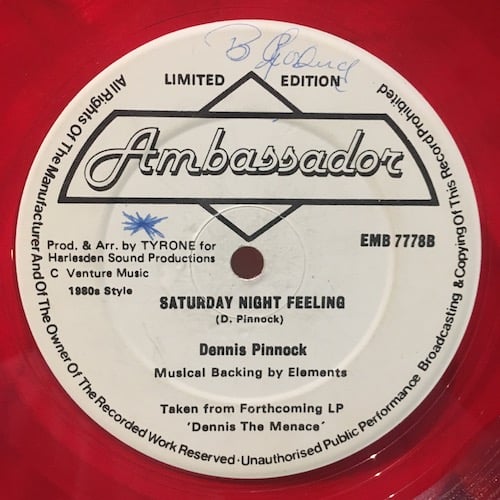 LIMITED EDITION
Ambassador
Prod. & Arr. by TYRONE for
Harlesden Sound Productions
C Venture Music
1980s Style
EMB 7778B
SATURDAY NIGHT FEELING
(D. Pinnock)
Dennis Pinnock
Musical Backing by Elements
Taken from Forthcoming LP
'Dennis The Menace'
All Rights Of The Manufacturer And Of The Owner Of The Recorded Work Reserved · Unauthorised Public Performance Broadcasting & Copying Of This Record Prohibited